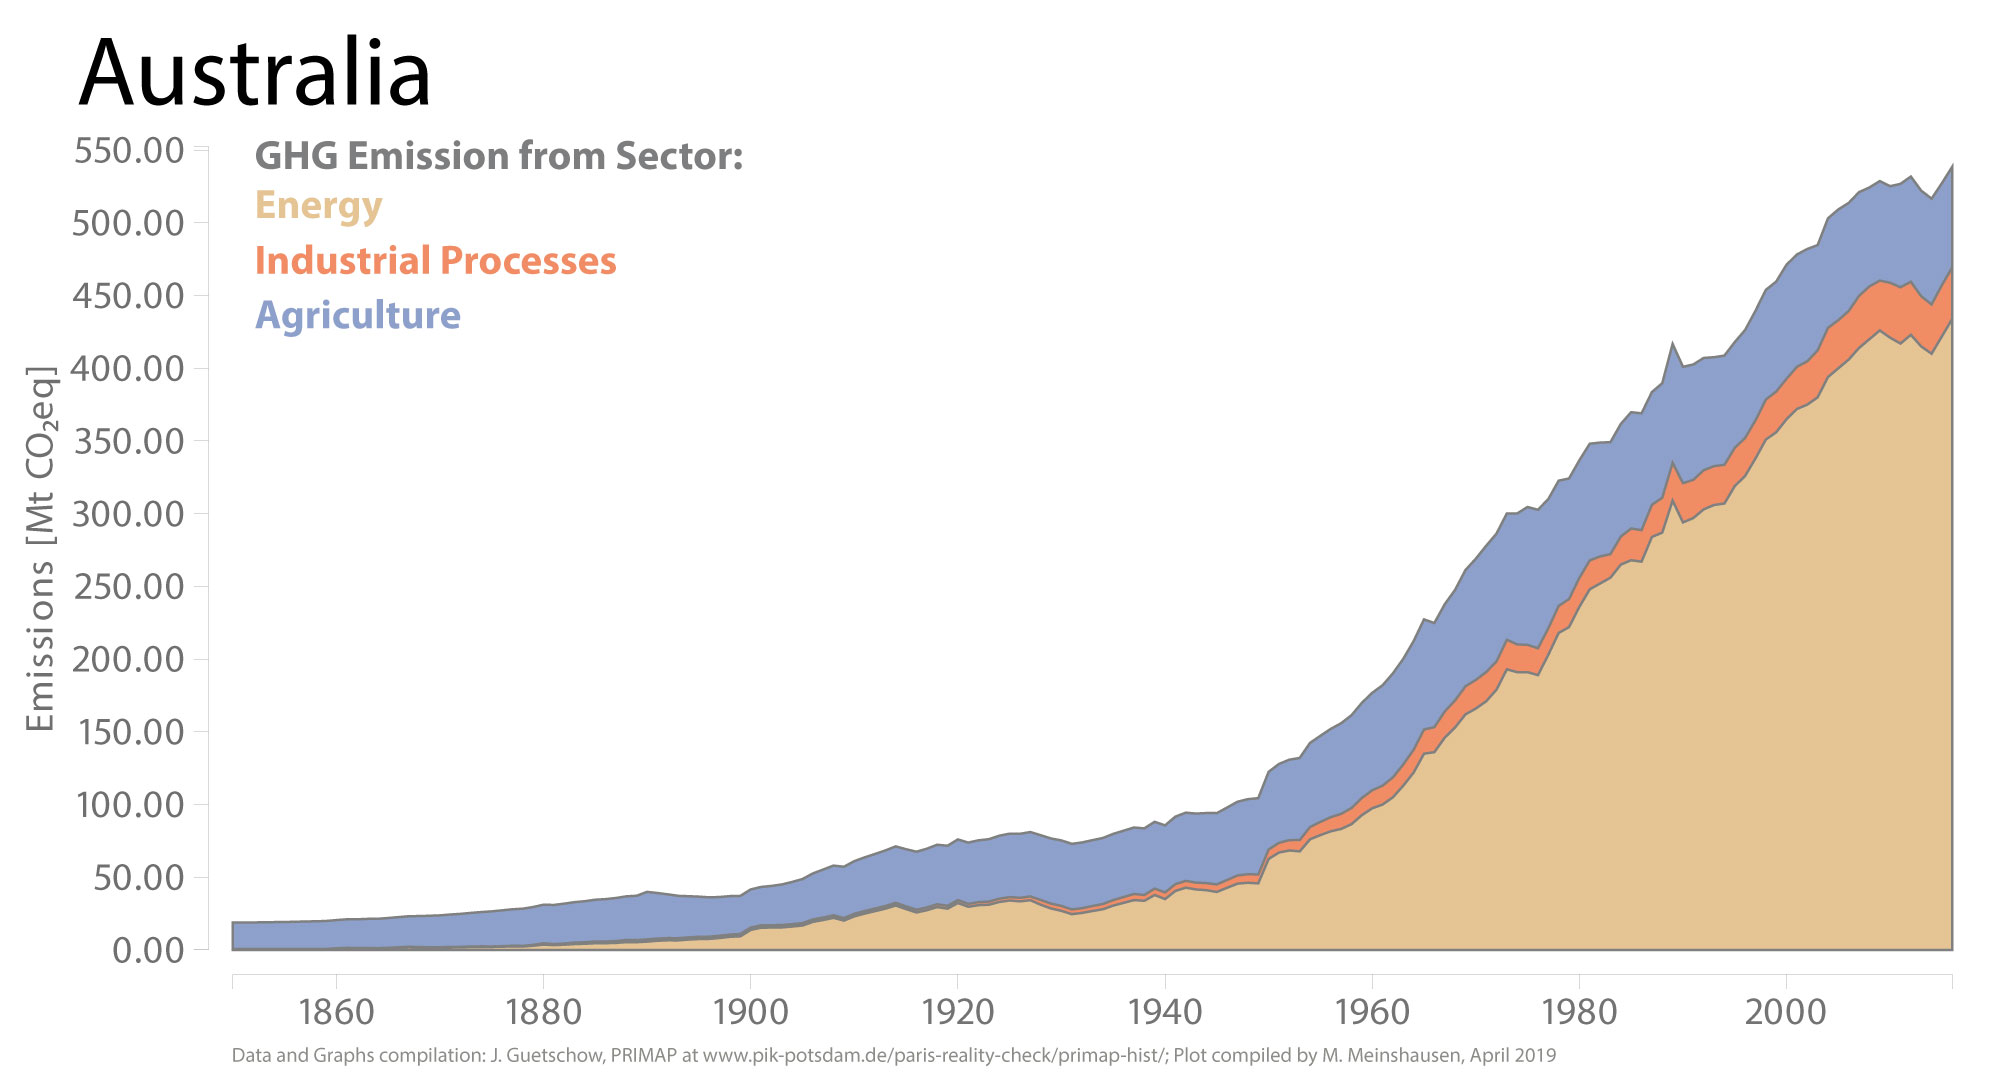 Australia
GHG Emission from Sector:
Energy
Industrial Processes
Agriculture
Emissions [Mt CO₂eq]
550.00
500.00
450.00
400.00
350.00
300.00
250.00
200.00
150.00
100.00
50.00
0.00
1860 1880 1900 1920 1940 1960 1980 2000
Data and Graphs compilation: J. Guetschow, PRIMAP at www.pik-potsdam.de/paris-reality-check/primap-hist/; Plot compiled by M. Meinshausen, April 2019